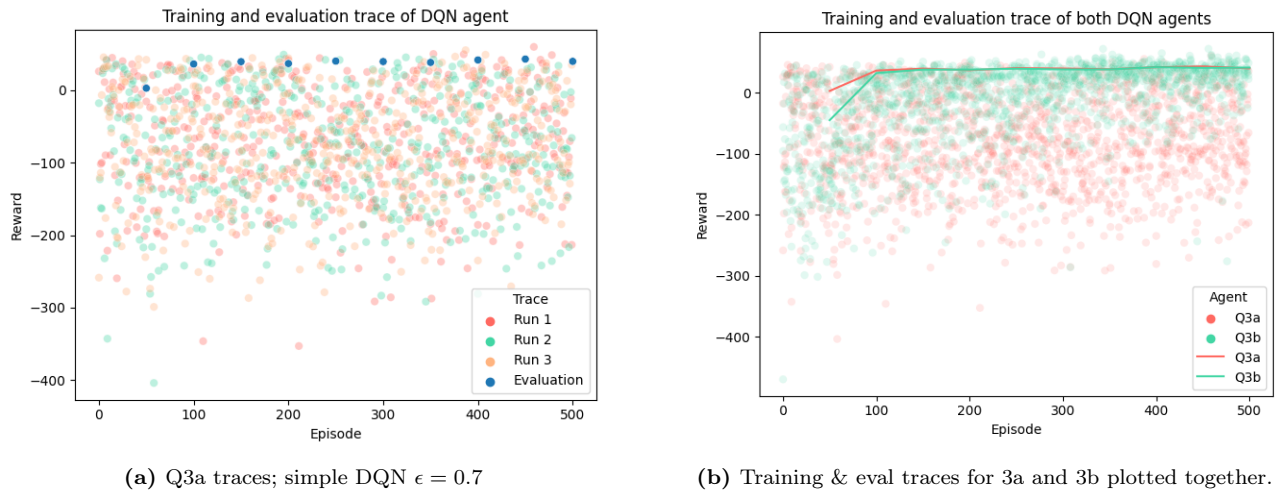 Training and evaluation trace of DQN agent
Reward
0
−100
−200
−300
−400
Trace
Run 1
Run 2
Run 3
Evaluation
0 100 200 300 400 500
Episode
(a) Q3a traces; simple DQN ϵ = 0.7
Training and evaluation trace of both DQN agents
Reward
0
−100
−200
−300
−400
Agent
Q3a
Q3b
Q3a
Q3b
0 100 200 300 400 500
Episode
(b) Training & eval traces for 3a and 3b plotted together.